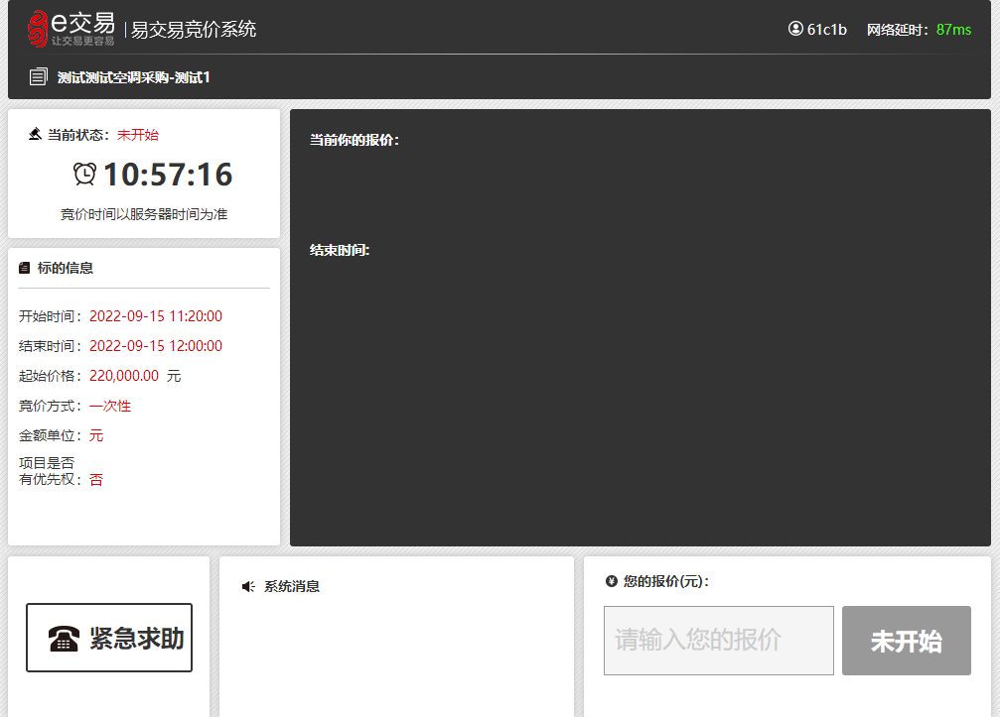 e交易
让交易更容易
易交易竞价系统
61c1b
网络延时：87ms
测试测试空调采购-测试1
当前状态：未开始
10:57:16
竞价时间以服务器时间为准
标的信息
开始时间：2022-09-15 11:20:00
结束时间：2022-09-15 12:00:00
起始价格：220,000.00 元
竞价方式：一次性
金额单位：元
项目是否
有优先权：否
当前你的报价：
结束时间:
紧急求助
系统消息
您的报价(元)：
请输入您的报价
未开始